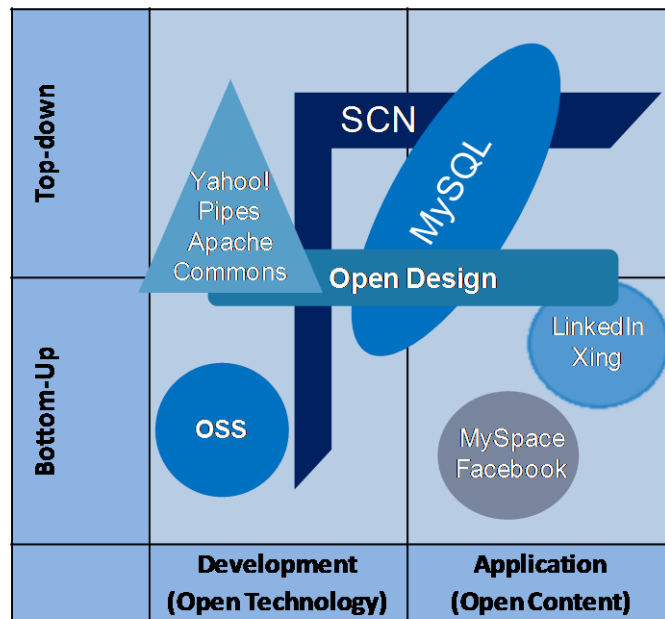 Top-down
SCN
MySQL
Yahoo!
Pipes
Apache
Commons
Open Design
Bottom-Up
LinkedIn
Xing
OSS
MySpace
Facebook
Development
(Open Technology)
Application
(Open Content)